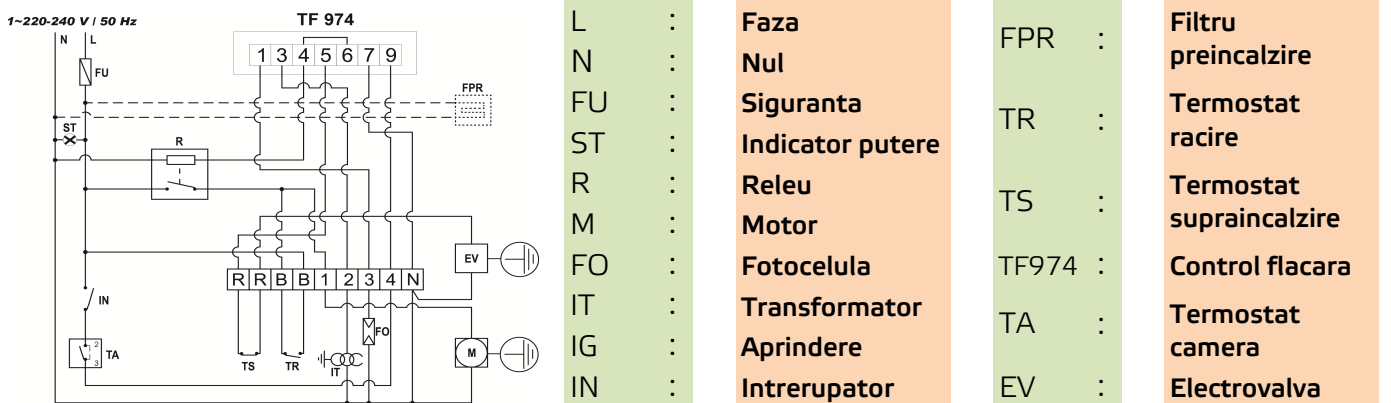 1~220-240 V / 50 Hz
TF 974
N L
1 3 4 5 6 7 9
FU
FPR
ST
R
EV
R R B B 1 2 3 4 N
IN
FO
2
TA
3
TS TR IT
M
L : Faza
N : Nul
FU : Siguranta
ST : Indicator putere
R : Releu
M : Motor
FO : Fotocelula
IT : Transformator
IG : Aprindere
IN : Intrerupator
FPR : Filtru
preincalzire
TR : Termostat
racire
TS : Termostat
supraincalzire
TF974 : Control flacara
TA : Termostat
camera
EV : Electrovalva